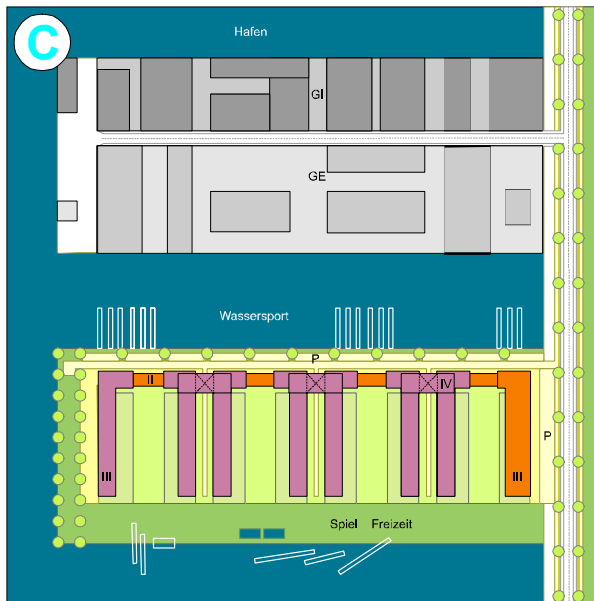 C
Hafen
GI
GE
Wassersport
P
II
IV
P
III
III
Spiel Freizeit